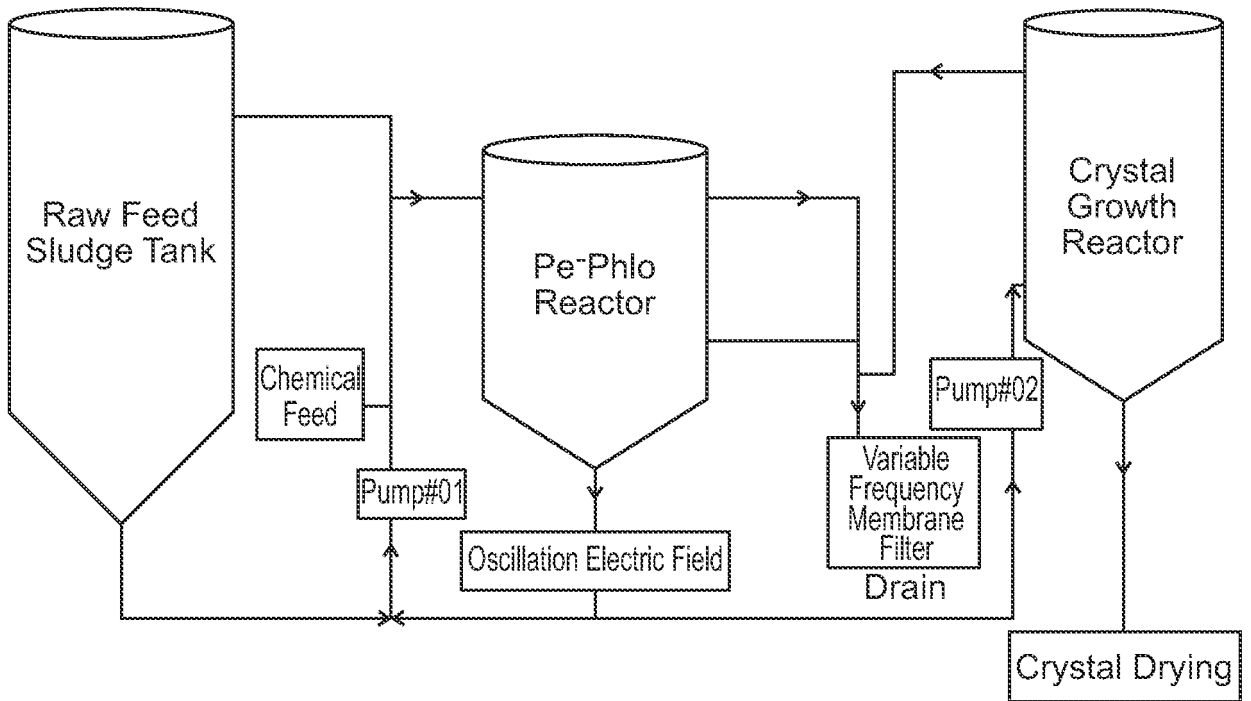 Raw Feed
Sludge Tank
Chemical
Feed
Pump#01
Pe-Phlo
Reactor
Oscillation Electric Field
Variable
Frequency
Membrane
Filter
Drain
Pump#02
Crystal
Growth
Reactor
Crystal Drying